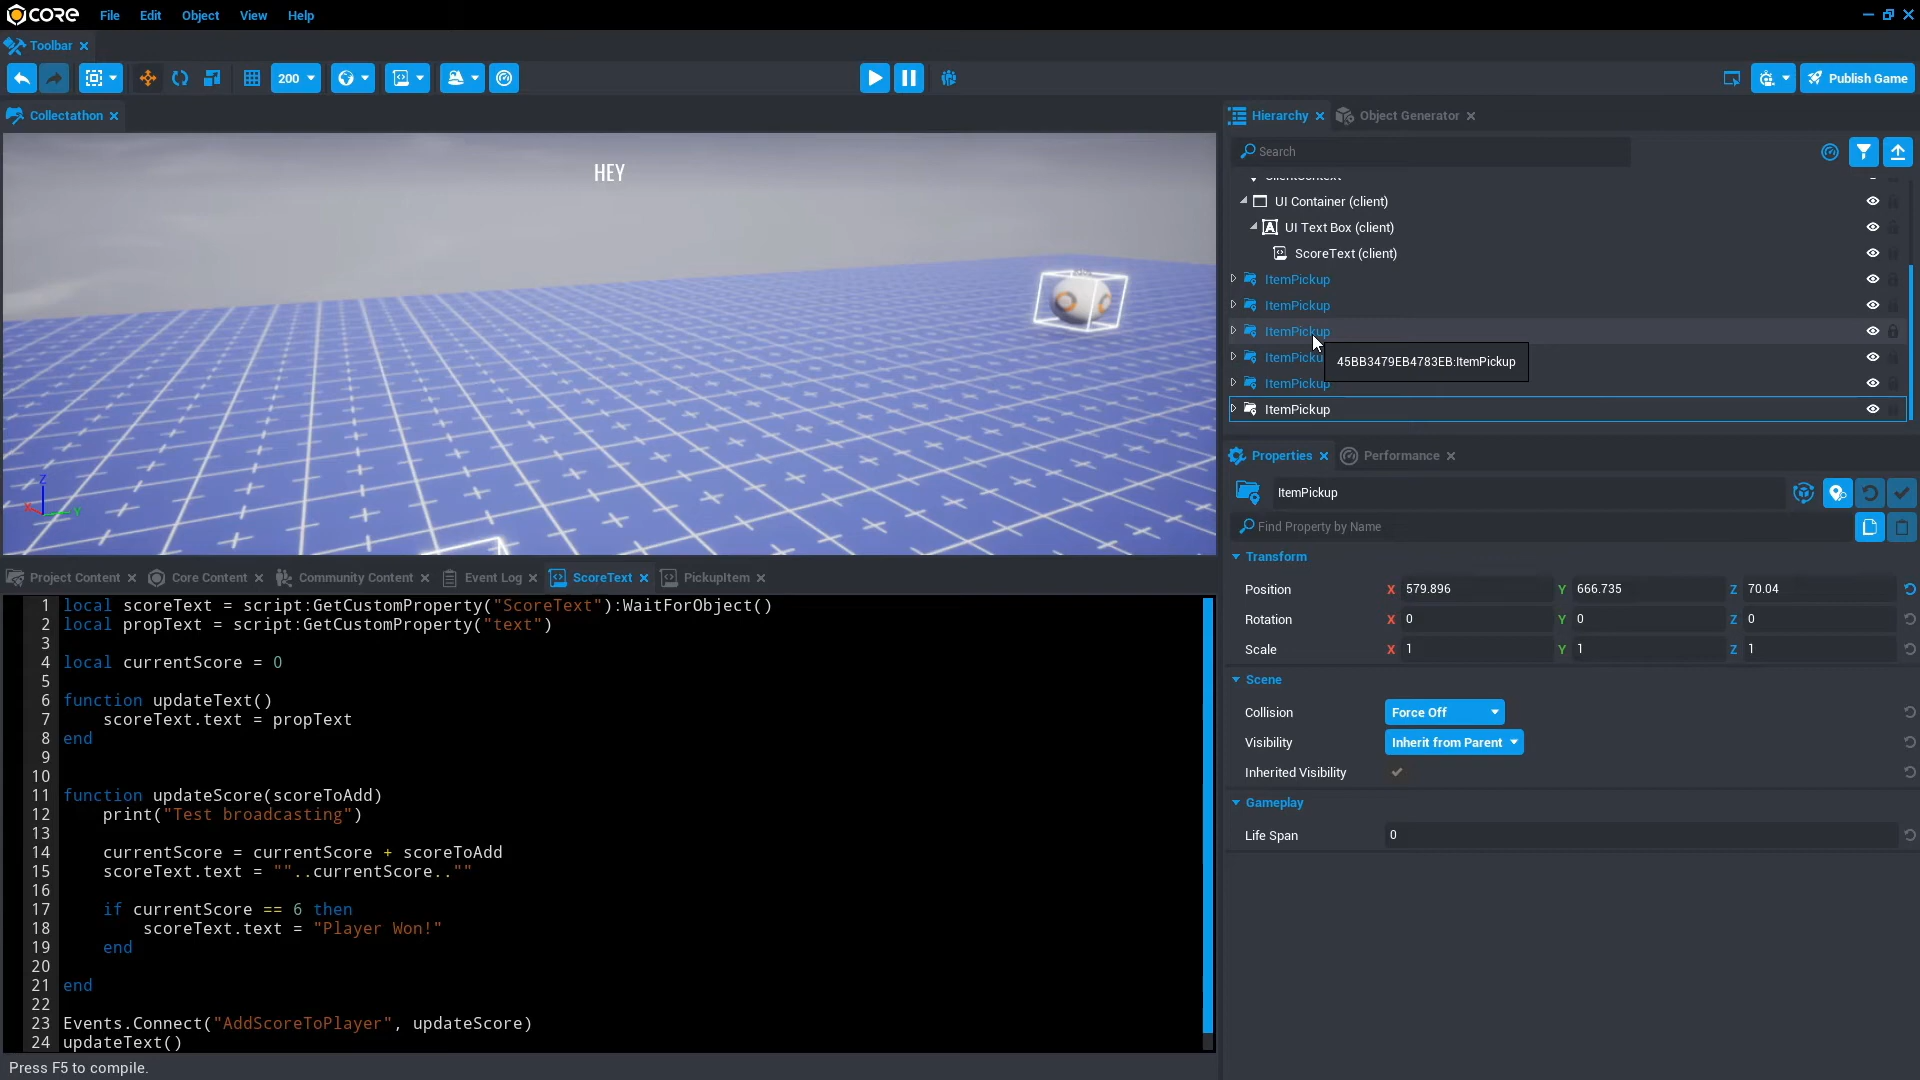 CORE File Edit Object View Help
Toolbar
200
Publish Game
Collectathon
HEY
Z
X
Y
Hierarchy Object Generator
Search
ClientContext
UI Container (client)
UI Text Box (client)
ScoreText (client)
ItemPickup
ItemPickup
ItemPickup
ItemPickup
45BB3479EB4783EB:ItemPickup
ItemPickup
ItemPickup
Properties Performance
ItemPickup
Find Property by Name
Transform
Position X 579.896 Y 666.735 Z 70.04
Rotation X 0 Y 0 Z 0
Scale X 1 Y 1 Z 1
Scene
Collision Force Off
Visibility Inherit from Parent
Inherited Visibility
Gameplay
Life Span 0
Project Content Core Content Community Content Event Log ScoreText PickupItem
1 local scoreText = script:GetCustomProperty("ScoreText"):WaitForObject()
2 local propText = script:GetCustomProperty("text")
3
4 local currentScore = 0
5
6 function updateText()
7 scoreText.text = propText
8 end
9
10
11 function updateScore(scoreToAdd)
12 print("Test broadcasting")
13
14 currentScore = currentScore + scoreToAdd
15 scoreText.text = ""..currentScore..""
16
17 if currentScore == 6 then
18 scoreText.text = "Player Won!"
19 end
20
21 end
22
23 Events.Connect("AddScoreToPlayer", updateScore)
24 updateText()
Press F5 to compile.